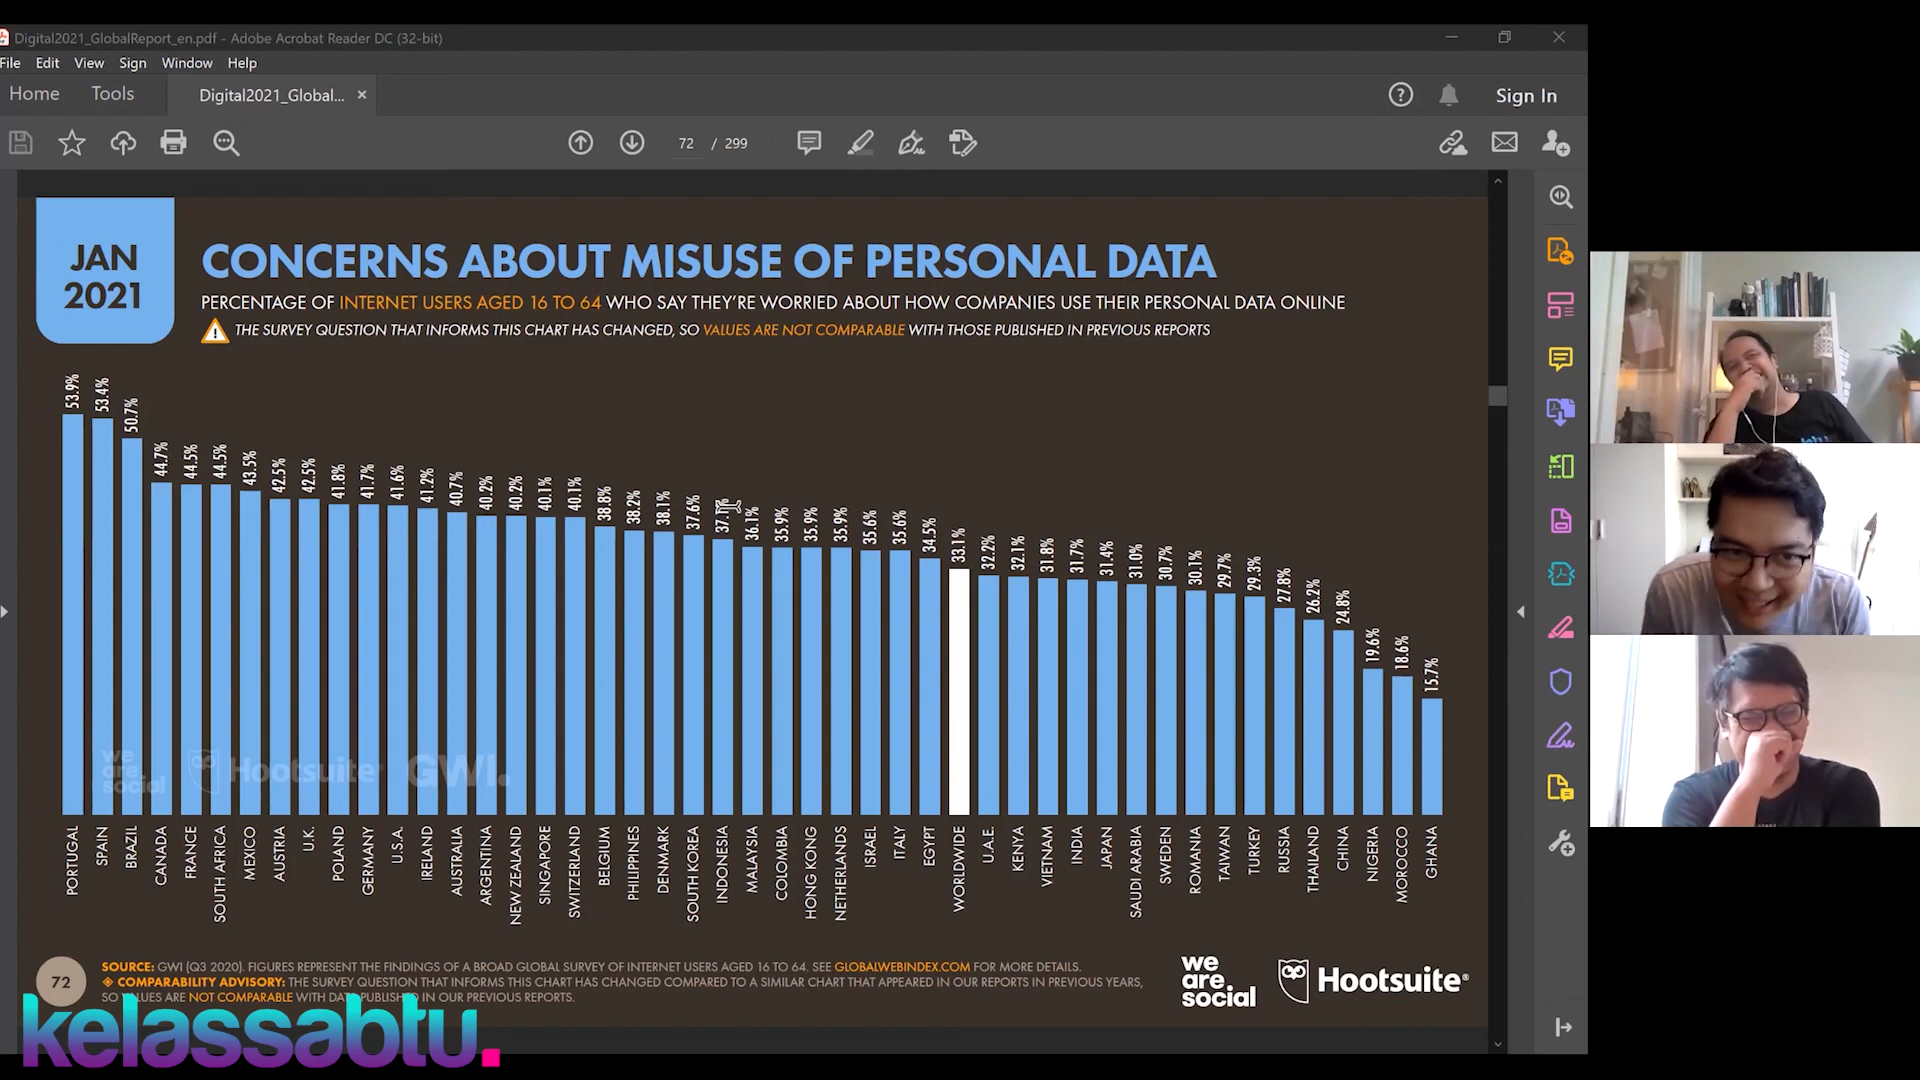 Digital2021_GlobalReport_en.pdf - Adobe Acrobat Reader DC (32-bit)
File Edit View Sign Window Help
Home Tools Digital2021_Global... × Sign In
72 / 299
JAN
2021
CONCERNS ABOUT MISUSE OF PERSONAL DATA
PERCENTAGE OF INTERNET USERS AGED 16 TO 64 WHO SAY THEY'RE WORRIED ABOUT HOW COMPANIES USE THEIR PERSONAL DATA ONLINE
THE SURVEY QUESTION THAT INFORMS THIS CHART HAS CHANGED, SO VALUES ARE NOT COMPARABLE WITH THOSE PUBLISHED IN PREVIOUS REPORTS
53.9%
53.4%
50.7%
44.7%
44.5%
44.5%
43.5%
42.5%
42.5%
41.8%
41.7%
41.6%
41.2%
40.7%
40.2%
40.2%
40.1%
40.1%
38.8%
38.2%
38.1%
37.6%
37.1%
36.1%
35.9%
35.9%
35.9%
35.6%
35.6%
34.5%
33.1%
32.2%
32.1%
31.8%
31.7%
31.4%
31.0%
30.7%
30.1%
29.7%
29.3%
27.8%
26.2%
24.8%
19.6%
18.6%
15.7%
we
are
social
Hootsuite
GWI.
PORTUGAL
SPAIN
BRAZIL
CANADA
FRANCE
SOUTH AFRICA
MEXICO
AUSTRIA
U.K.
POLAND
GERMANY
U.S.A.
IRELAND
AUSTRALIA
ARGENTINA
NEW ZEALAND
SINGAPORE
SWITZERLAND
BELGIUM
PHILIPPINES
DENMARK
SOUTH KOREA
INDONESIA
MALAYSIA
COLOMBIA
HONG KONG
NETHERLANDS
ISRAEL
ITALY
EGYPT
WORLDWIDE
U.A.E.
KENYA
VIETNAM
INDIA
JAPAN
SAUDI ARABIA
SWEDEN
ROMANIA
TAIWAN
TURKEY
RUSSIA
THAILAND
CHINA
NIGERIA
MOROCCO
GHANA
72
SOURCE: GWI (Q3 2020). FIGURES REPRESENT THE FINDINGS OF A BROAD GLOBAL SURVEY OF INTERNET USERS AGED 16 TO 64. SEE GLOBALWEBINDEX.COM FOR MORE DETAILS.
COMPARABILITY ADVISORY: THE SURVEY QUESTION THAT INFORMS THIS CHART HAS CHANGED COMPARED TO A SIMILAR CHART THAT APPEARED IN OUR REPORTS IN PREVIOUS YEARS,
SO VALUES ARE NOT COMPARABLE WITH DATA PUBLISHED IN OUR PREVIOUS REPORTS.
we
are
social
Hootsuite®
kelassabtu.